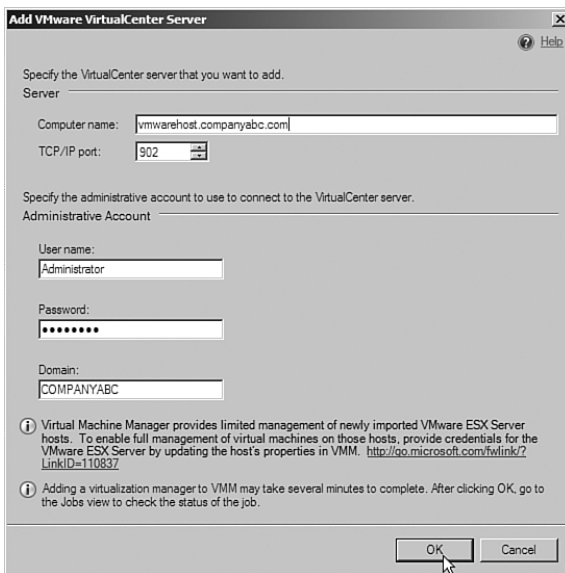 Add VMware VirtualCenter Server
Help
Specify the VirtualCenter server that you want to add.
Server
Computer name: vmwarehost.companyabc.com
TCP/IP port: 902
Specify the administrative account to use to connect to the VirtualCenter server.
Administrative Account
User name:
Administrator
Password:
••••••••
Domain:
COMPANYABC
Virtual Machine Manager provides limited management of newly imported VMware ESX Server
hosts. To enable full management of virtual machines on those hosts, provide credentials for the
VMware ESX Server by updating the host's properties in VMM. http://go.microsoft.com/fwlink/?
LinkID=110837
Adding a virtualization manager to VMM may take several minutes to complete. After clicking OK, go to
the Jobs view to check the status of the job.
OK Cancel